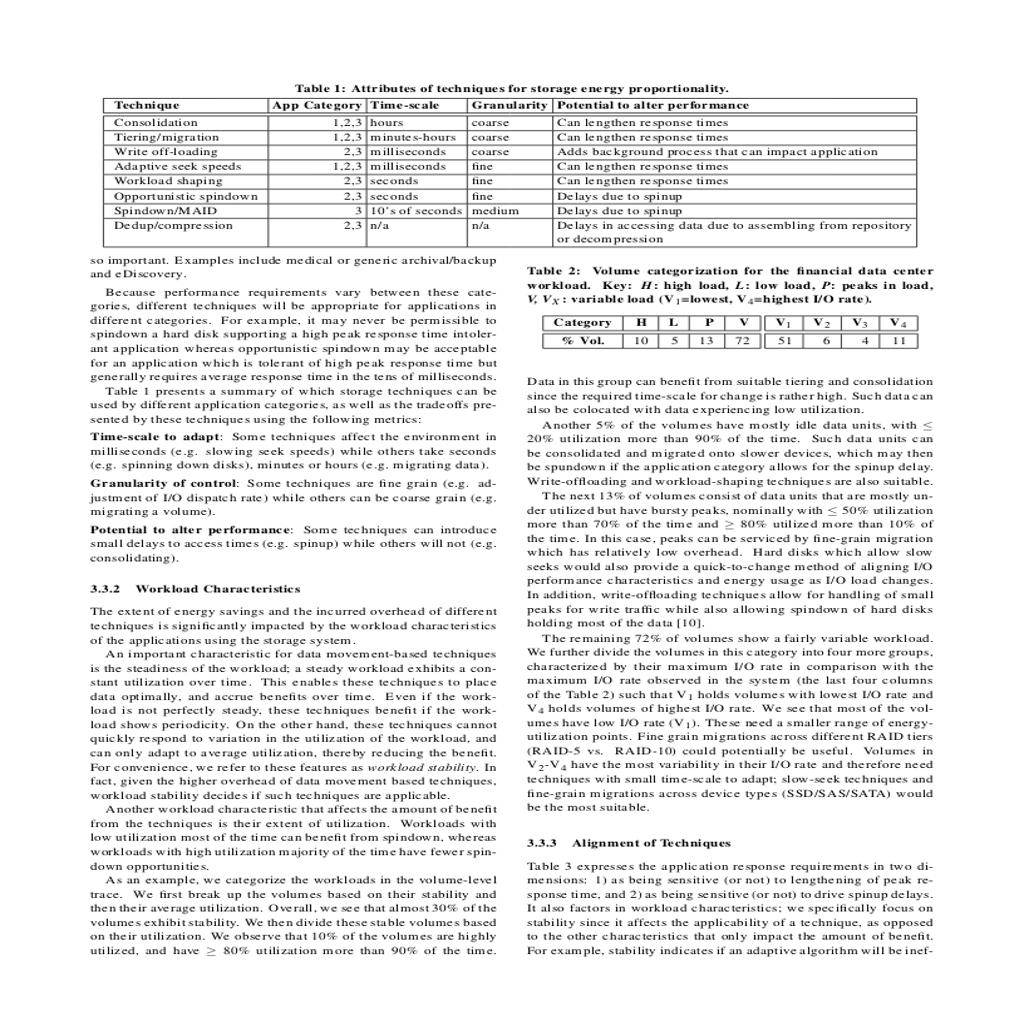 Table 1: Attributes of techniques for storage energy proportionality.
Technique App Category Time-scale Granularity Potential to alter performance
Consolidation 1,2,3 hours coarse Can lengthen response times
Tiering/migration 1,2,3 minutes-hours coarse Can lengthen response times
Write off-loading 2,3 milliseconds coarse Adds background process that can impact application
Adaptive seek speeds 1,2,3 milliseconds fine Can lengthen response times
Workload shaping 2,3 seconds fine Can lengthen response times
Opportunistic spindown 2,3 seconds fine Delays due to spinup
Spindown/MAID 3 10's of seconds medium Delays due to spinup
Dedup/compression 2,3 n/a n/a Delays in accessing data due to assembling from repository
or decompression
so important. Examples include medical or generic archival/backup
and eDiscovery.
Because performance requirements vary between these cate-
gories, different techniques will be appropriate for applications in
different categories. For example, it may never be permissible to
spindown a hard disk supporting a high peak response time intoler-
ant application whereas opportunistic spindown may be acceptable
for an application which is tolerant of high peak response time but
generally requires average response time in the tens of milliseconds.
Table 1 presents a summary of which storage techniques can be
used by different application categories, as well as the tradeoffs pre-
sented by these techniques using the following metrics:
Time-scale to adapt: Some techniques affect the environment in
milliseconds (e.g. slowing seek speeds) while others take seconds
(e.g. spinning down disks), minutes or hours (e.g. migrating data).
Granularity of control: Some techniques are fine grain (e.g. ad-
justment of I/O dispatch rate) while others can be coarse grain (e.g.
migrating a volume).
Potential to alter performance: Some techniques can introduce
small delays to access times (e.g. spinup) while others will not (e.g.
consolidating).
3.3.2 Workload Characteristics
The extent of energy savings and the incurred overhead of different
techniques is significantly impacted by the workload characteristics
of the applications using the storage system.
An important characteristic for data movement-based techniques
is the steadiness of the workload; a steady workload exhibits a con-
stant utilization over time. This enables these techniques to place
data optimally, and accrue benefits over time. Even if the work-
load is not perfectly steady, these techniques benefit if the work-
load shows periodicity. On the other hand, these techniques cannot
quickly respond to variation in the utilization of the workload, and
can only adapt to average utilization, thereby reducing the benefit.
For convenience, we refer to these features as workload stability. In
fact, given the higher overhead of data movement based techniques,
workload stability decides if such techniques are applicable.
Another workload characteristic that affects the amount of benefit
from the techniques is their extent of utilization. Workloads with
low utilization most of the time can benefit from spindown, whereas
workloads with high utilization majority of the time have fewer spin-
down opportunities.
As an example, we categorize the workloads in the volume-level
trace. We first break up the volumes based on their stability and
then their average utilization. Overall, we see that almost 30% of the
volumes exhibit stability. We then divide these stable volumes based
on their utilization. We observe that 10% of the volumes are highly
utilized, and have ≥ 80% utilization more than 90% of the time.
Table 2: Volume categorization for the financial data center
workload. Key: H: high load, L: low load, P: peaks in load,
V, VX: variable load (V1=lowest, V4=highest I/O rate).
Category H L P V V1 V2 V3 V4
% Vol. 10 5 13 72 51 6 4 11
Data in this group can benefit from suitable tiering and consolidation
since the required time-scale for change is rather high. Such data can
also be colocated with data experiencing low utilization.
Another 5% of the volumes have mostly idle data units, with ≤
20% utilization more than 90% of the time. Such data units can
be consolidated and migrated onto slower devices, which may then
be spundown if the application category allows for the spinup delay.
Write-offloading and workload-shaping techniques are also suitable.
The next 13% of volumes consist of data units that are mostly un-
der utilized but have bursty peaks, nominally with ≤ 50% utilization
more than 70% of the time and ≥ 80% utilized more than 10% of
the time. In this case, peaks can be serviced by fine-grain migration
which has relatively low overhead. Hard disks which allow slow
seeks would also provide a quick-to-change method of aligning I/O
performance characteristics and energy usage as I/O load changes.
In addition, write-offloading techniques allow for handling of small
peaks for write traffic while also allowing spindown of hard disks
holding most of the data [10].
The remaining 72% of volumes show a fairly variable workload.
We further divide the volumes in this category into four more groups,
characterized by their maximum I/O rate in comparison with the
maximum I/O rate observed in the system (the last four columns
of the Table 2) such that V1 holds volumes with lowest I/O rate and
V4 holds volumes of highest I/O rate. We see that most of the vol-
umes have low I/O rate (V1). These need a smaller range of energy-
utilization points. Fine grain migrations across different RAID tiers
(RAID-5 vs. RAID-10) could potentially be useful. Volumes in
V2-V4 have the most variability in their I/O rate and therefore need
techniques with small time-scale to adapt; slow-seek techniques and
fine-grain migrations across device types (SSD/SAS/SATA) would
be the most suitable.
3.3.3 Alignment of Techniques
Table 3 expresses the application response requirements in two di-
mensions: 1) as being sensitive (or not) to lengthening of peak re-
sponse time, and 2) as being sensitive (or not) to drive spinup delays.
It also factors in workload characteristics; we specifically focus on
stability since it affects the applicability of a technique, as opposed
to the other characteristics that only impact the amount of benefit.
For example, stability indicates if an adaptive algorithm will be inef-